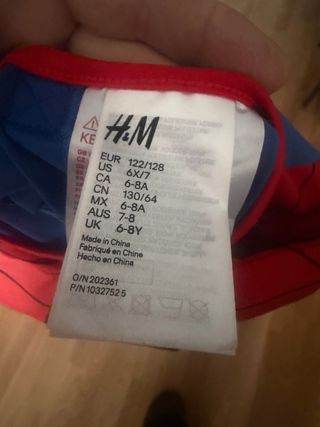 H&M
EUR 122/128
US 6X/7
CA 6-8A
CN 130/64
MX 6-8A
AUS 7-8
UK 6-8Y
Made in China
Fabriqué en Chine
Hecho en China
O/N 202361
P/N 10327525